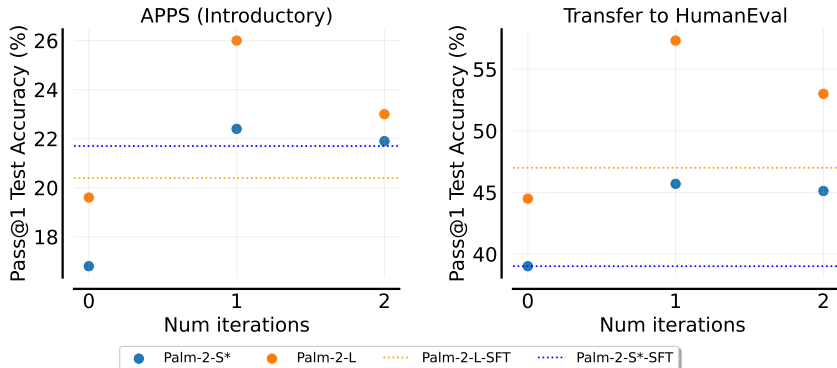 APPS (Introductory)
Pass@1 Test Accuracy (%)
26
24
22
20
18
0 1 2
Num iterations
Transfer to HumanEval
Pass@1 Test Accuracy (%)
55
50
45
40
0 1 2
Num iterations
Palm-2-S* Palm-2-L Palm-2-L-SFT Palm-2-S*-SFT